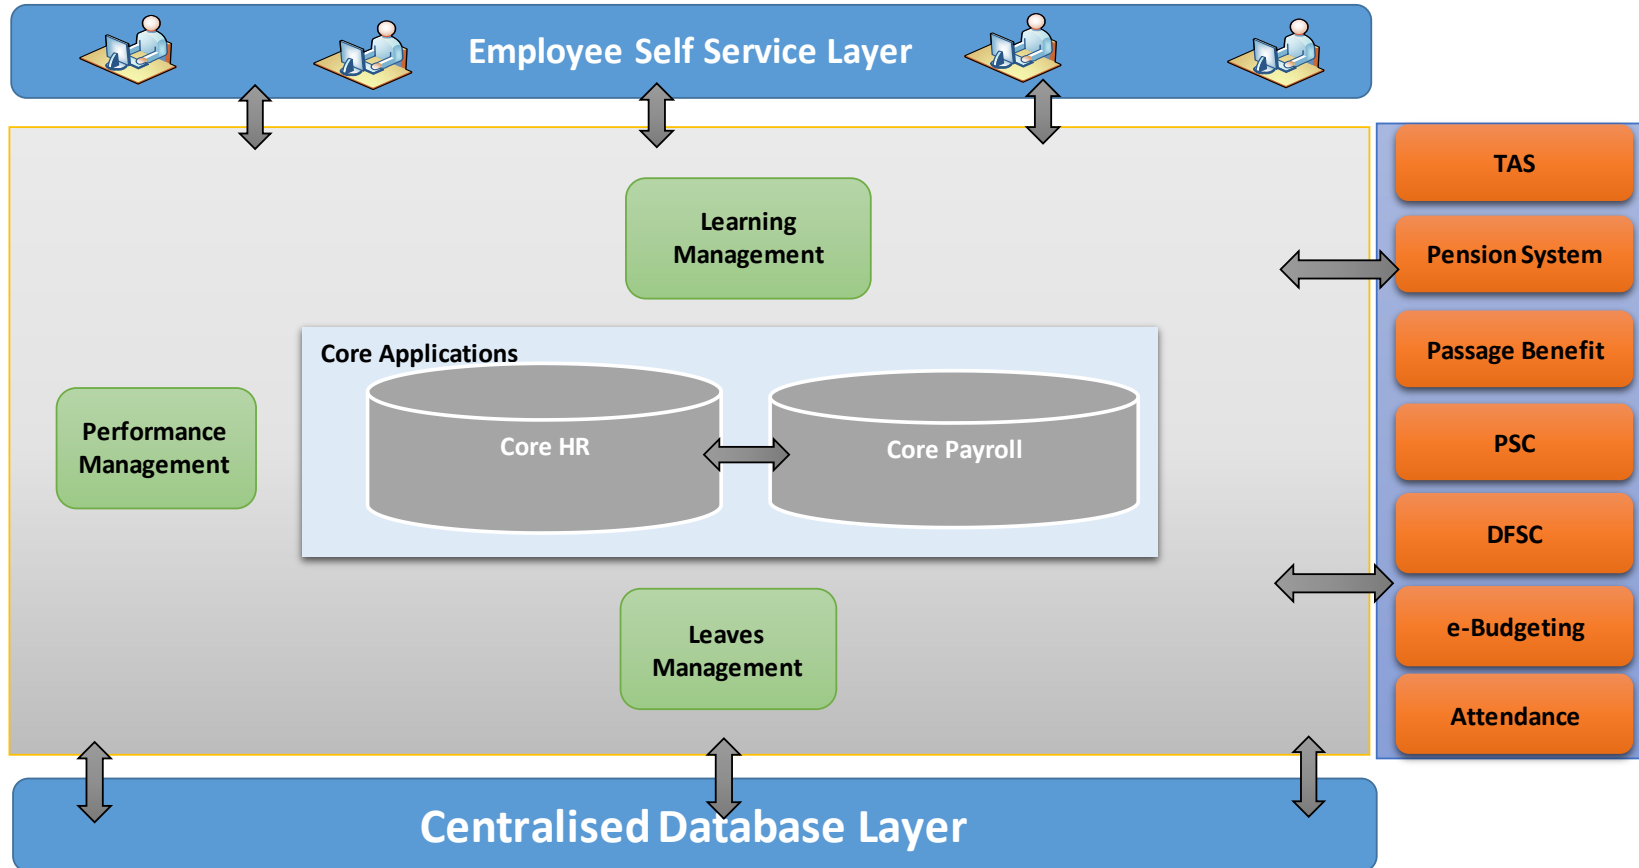 Employee Self Service Layer
Learning
Management
Core Applications
Core HR
Core Payroll
Performance
Management
Leaves
Management
TAS
Pension System
Passage Benefit
PSC
DFSC
e-Budgeting
Attendance
Centralised Database Layer